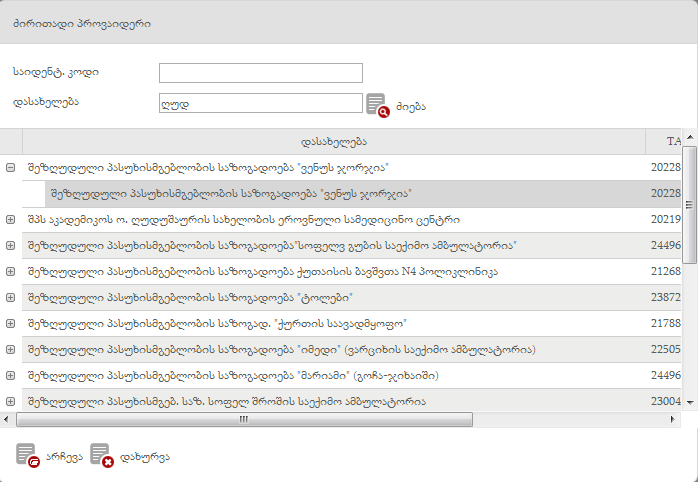 ძირითადი პროვაიდერი
საიდენტ. კოდი
დასახელება ღუდ ძიება
დასახელება TA
შეზღუდული პასუხისმგებლობის საზოგადოება "ვენუს ჯორჯია" 20228
შეზღუდული პასუხისმგებლობის საზოგადოება "ვენუს ჯორჯია" 20228
შპს აკადემიკოს ო. ღუდუშაურის სახელობის ეროვნული სამედიცინო ცენტრი 20219
შეზღუდული პასუხისმგებლობის საზოგადოება"სოფელვ გუბის საექიმო ამბულატორია" 24496
შეზღუდული პასუხისმგებლობის საზოგადოება ქუთაისის ბავშვთა N4 პოლიკლინიკა 21268
შეზღუდული პასუხისმგებლობის საზოგადოება "ტოლები" 23872
შეზღუდული პასუხისმგებლობის საზოგად. "ქურთის საავადმყოფო" 21788
შეზღუდული პასუხისმგებლობის საზოგადოება "იმედი" (ვარციხის საექიმო ამბულატორია) 22505
შეზღუდული პასუხისმგებლობის საზოგადოება "მარიამი" (გოჩა-ჯიხაიში) 24496
შეზღუდული პასუხისმგებ. საზ. სოფელ შროშის საექიმო ამბულატორია 23004
არჩევა დახურვა